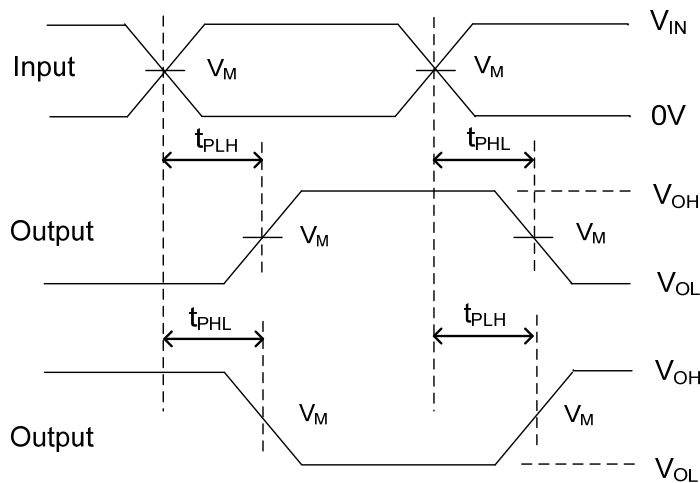 V_IN
Input
V_M
V_M
0V
t_PLH
t_PHL
V_OH
Output
V_M
V_M
V_OL
t_PHL
t_PLH
V_OH
V_M
V_M
Output
V_OL